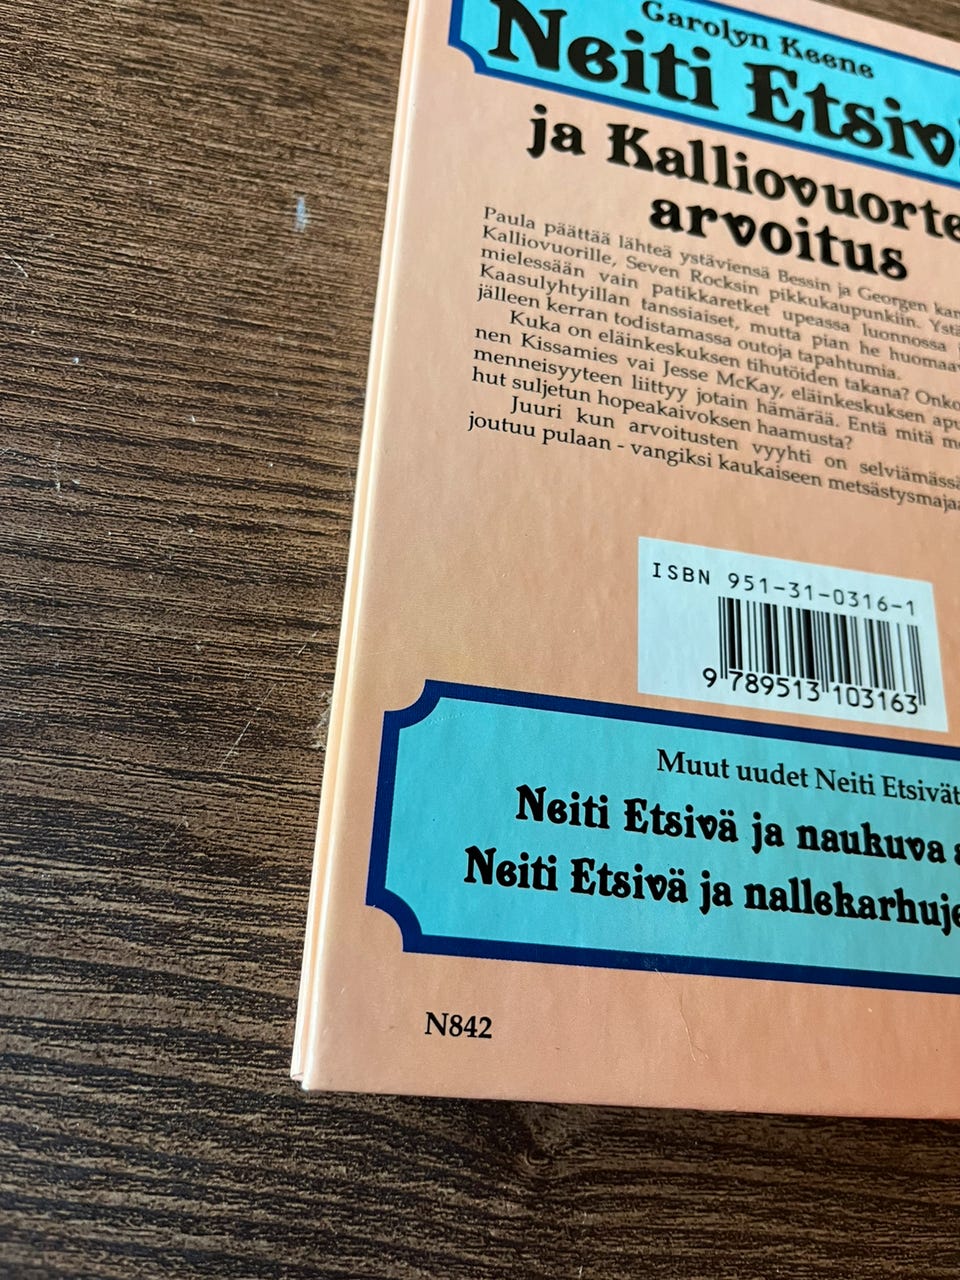 Carolyn Keene
Neiti Etsivä
ja Kalliovuorte
arvoitus
Paula päättää lähteä ystäviensä Bessin ja Georgen kan
Kalliovuorille, Seven Rocksin pikkukaupunkiin. Ystä
mielessään vain patikkaretket upeassa luonnossa
Kaasulyhtyillan tanssiaiset, mutta pian he huomaav
jälleen kerran todistamassa outoja tapahtumia.
Kuka on eläinkeskuksen tihutöiden takana? Onko
nen Kissamies vai Jesse McKay, eläinkeskuksen apu
menneisyyteen liittyy jotain hämärää. Entä mitä m
hut suljetun hopeakaivoksen haamusta?
Juuri kun arvoitusten vyyhti on selviämässä
joutuu pulaan - vangiksi kaukaiseen metsästysmajaa
ISBN 951-31-0316-1
9 789513 103163
Muut uudet Neiti Etsivät
Neiti Etsivä ja naukuva
Neiti Etsivä ja nallekarhuje
N842